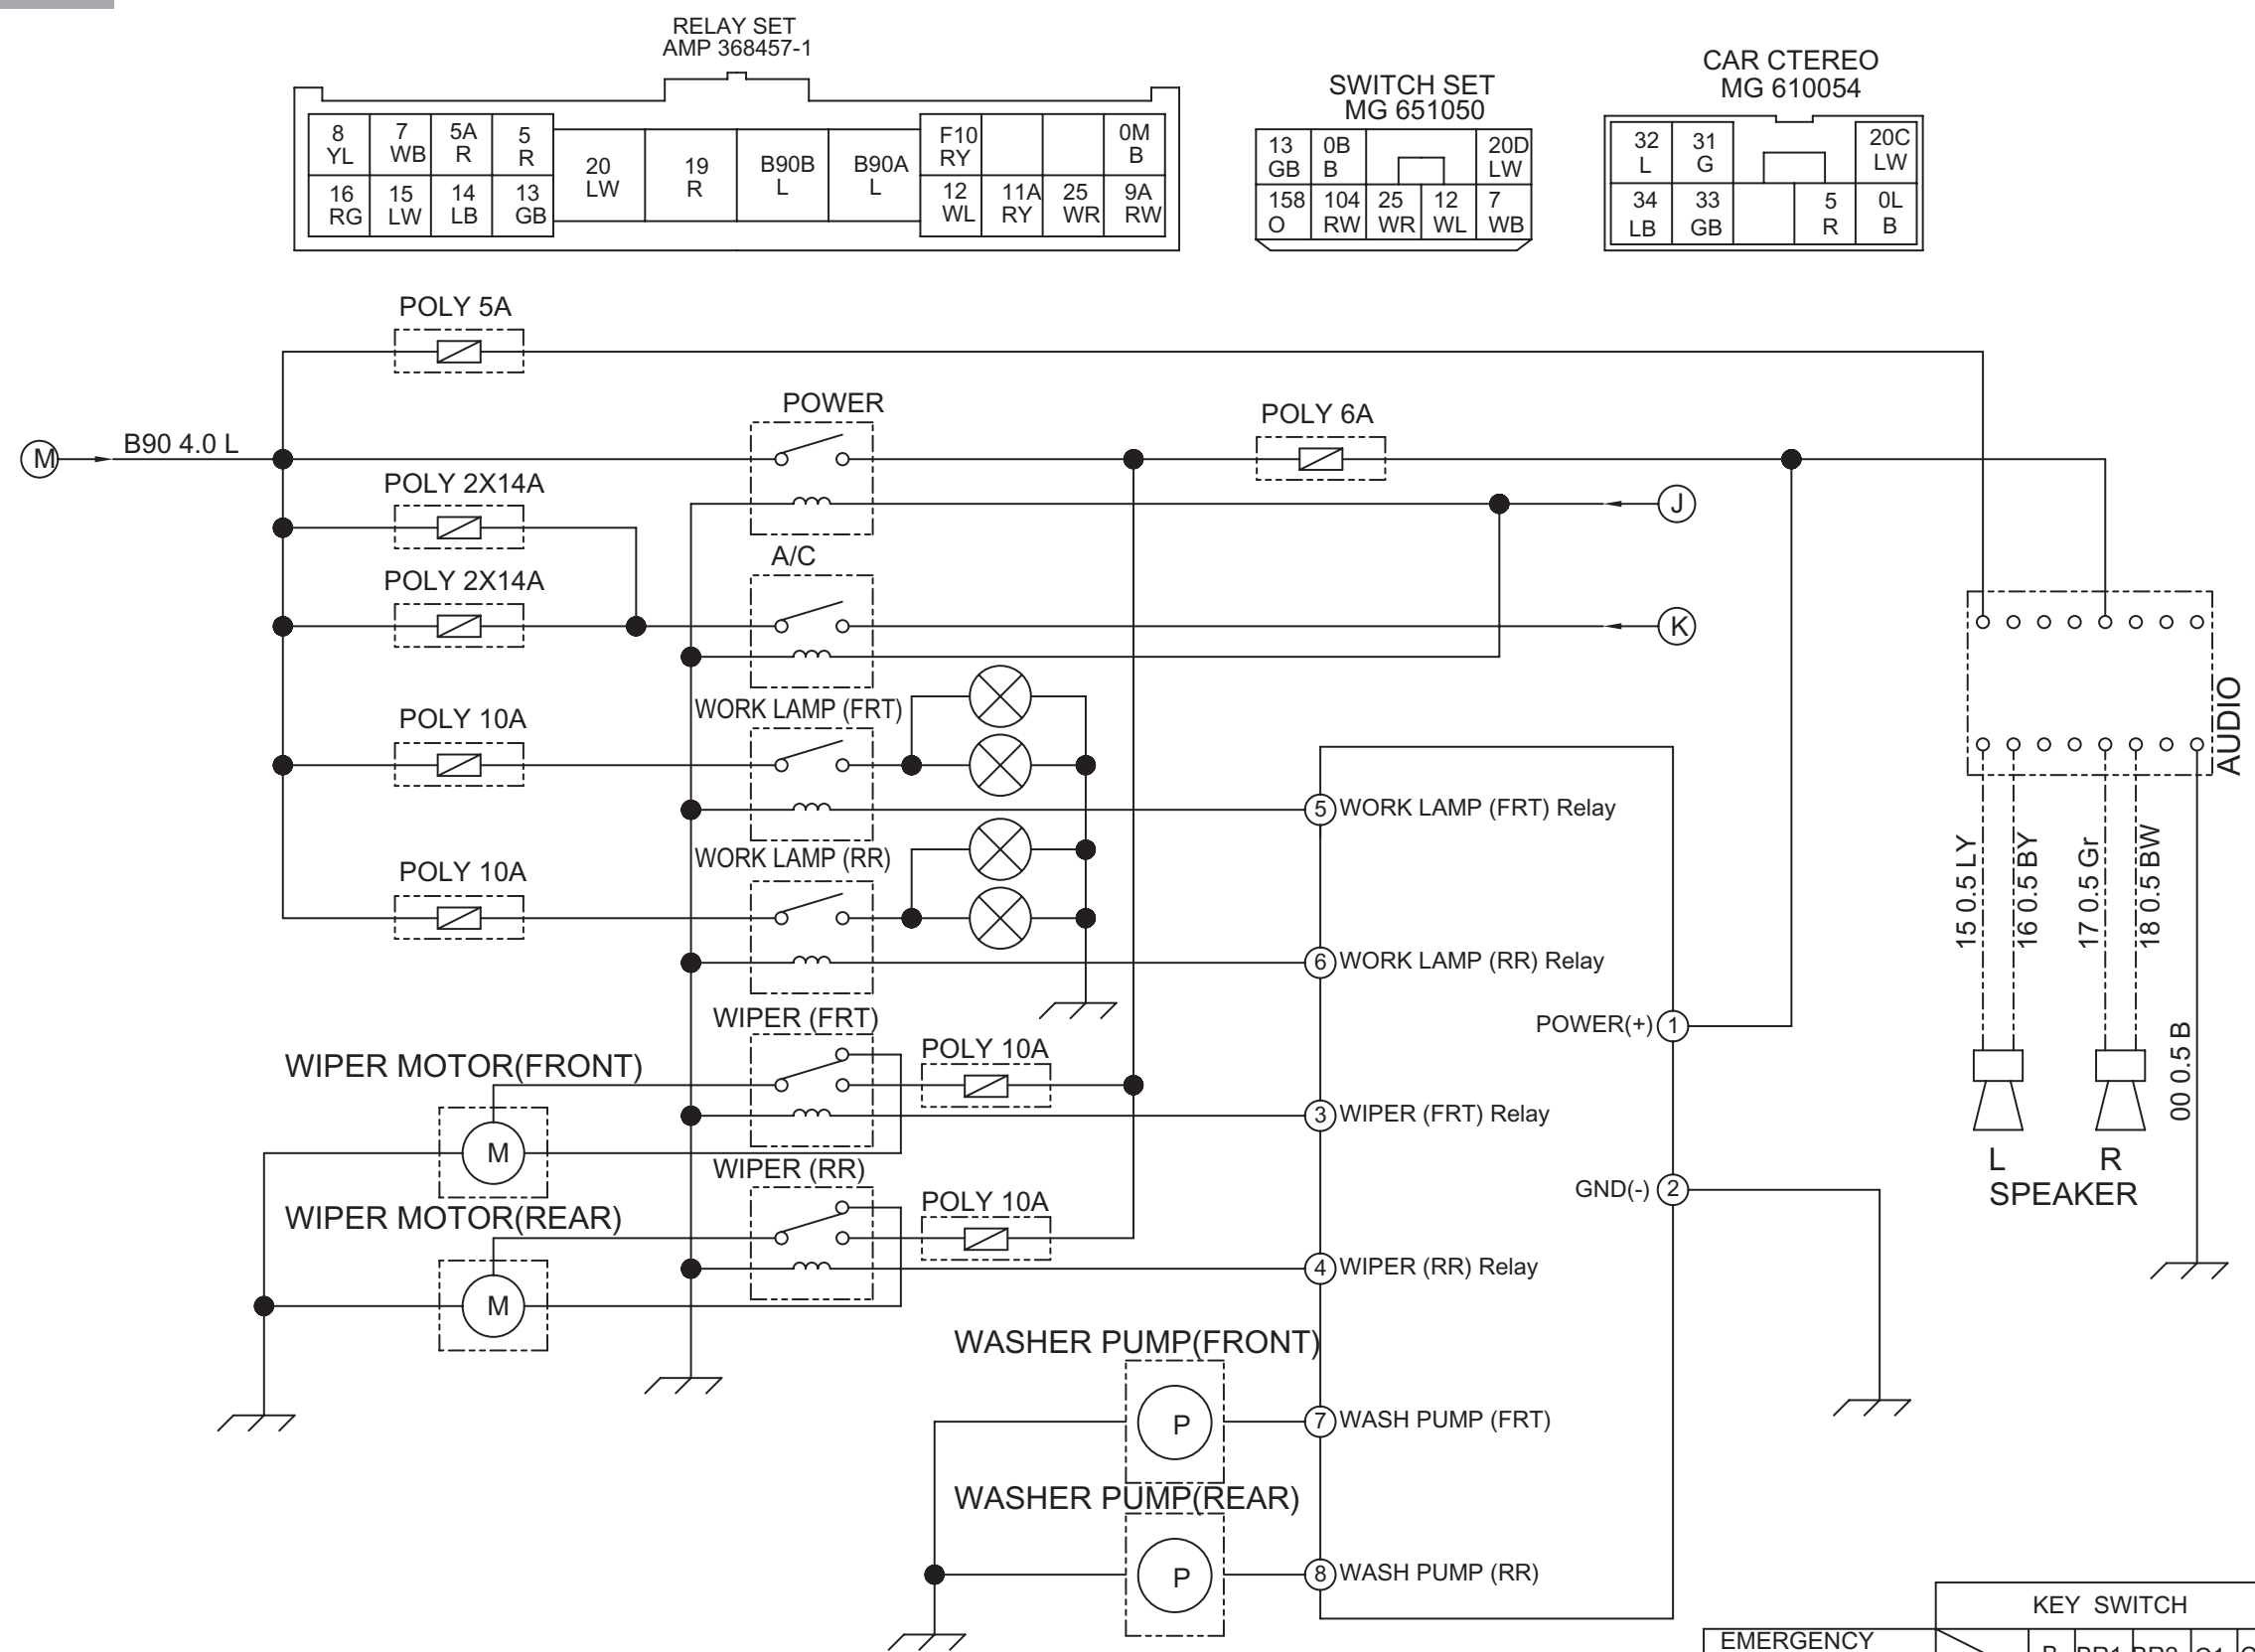 RELAY SET
AMP 368457-1
8 7 5A 5
YL WB R R
20 19 B90B B90A
LW R L L
F10 0M
RY B
16 15 14 13
RG LW LB GB
12 11A 25 9A
WL RY WR RW
SWITCH SET
MG 651050
13 0B 20D
GB B LW
158 104 25 12 7
O RW WR WL WB
CAR CTEREO
MG 610054
32 31 20C
L G LW
34 33 5 0L
LB GB R B
POLY 5A
POWER
POLY 6A
M
B90 4.0 L
POLY 2X14A
J
A/C
POLY 2X14A
K
WORK LAMP (FRT)
POLY 10A
AUDIO
5 WORK LAMP (FRT) Relay
WORK LAMP (RR)
POLY 10A
15 0.5 LY
16 0.5 BY
17 0.5 Gr
18 0.5 BW
6 WORK LAMP (RR) Relay
WIPER (FRT)
POWER(+) 1
POLY 10A
WIPER MOTOR(FRONT)
00 0.5 B
3 WIPER (FRT) Relay
M
WIPER (RR)
L R
SPEAKER
GND(-) 2
POLY 10A
WIPER MOTOR(REAR)
4 WIPER (RR) Relay
M
WASHER PUMP(FRONT)
P
7 WASH PUMP (FRT)
WASHER PUMP(REAR)
P
8 WASH PUMP (RR)
KEY SWITCH
EMERGENCY